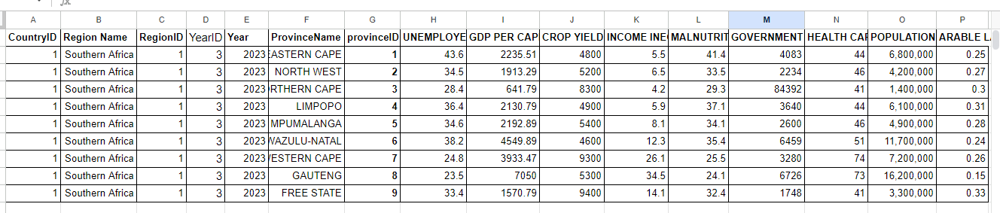 A B C D E F G H I J K L M N O P
CountryID Region Name RegionID YearID Year ProvinceName provinceID UNEMPLOYE GDP PER CAP CROP YIELD INCOME INE MALNUTRIT GOVERNMENT HEALTH CAF POPULATION ARABLE L
1 Southern Africa 1 3 2023 EASTERN CAPE 1 43.6 2235.51 4800 5.5 41.4 4083 44 6,800,000 0.25
1 Southern Africa 1 3 2023 NORTH WEST 2 34.5 1913.29 5200 6.5 33.5 2234 46 4,200,000 0.27
1 Southern Africa 1 3 2023 RTHERN CAPE 3 28.4 641.79 8300 4.2 29.3 84392 41 1,400,000 0.3
1 Southern Africa 1 3 2023 LIMPOPO 4 36.4 2130.79 4900 5.9 37.1 3640 44 6,100,000 0.31
1 Southern Africa 1 3 2023 MPUMALANGA 5 34.6 2192.89 5400 8.1 34.1 2600 46 4,900,000 0.28
1 Southern Africa 1 3 2023 WAZULU-NATAL 6 38.2 4549.89 4600 12.3 35.4 6459 51 11,700,000 0.24
1 Southern Africa 1 3 2023 WESTERN CAPE 7 24.8 3933.47 9300 26.1 25.5 3280 74 7,200,000 0.26
1 Southern Africa 1 3 2023 GAUTENG 8 23.5 7050 5300 34.5 24.1 6726 73 16,200,000 0.15
1 Southern Africa 1 3 2023 FREE STATE 9 33.4 1570.79 9400 14.1 32.4 1748 41 3,300,000 0.33